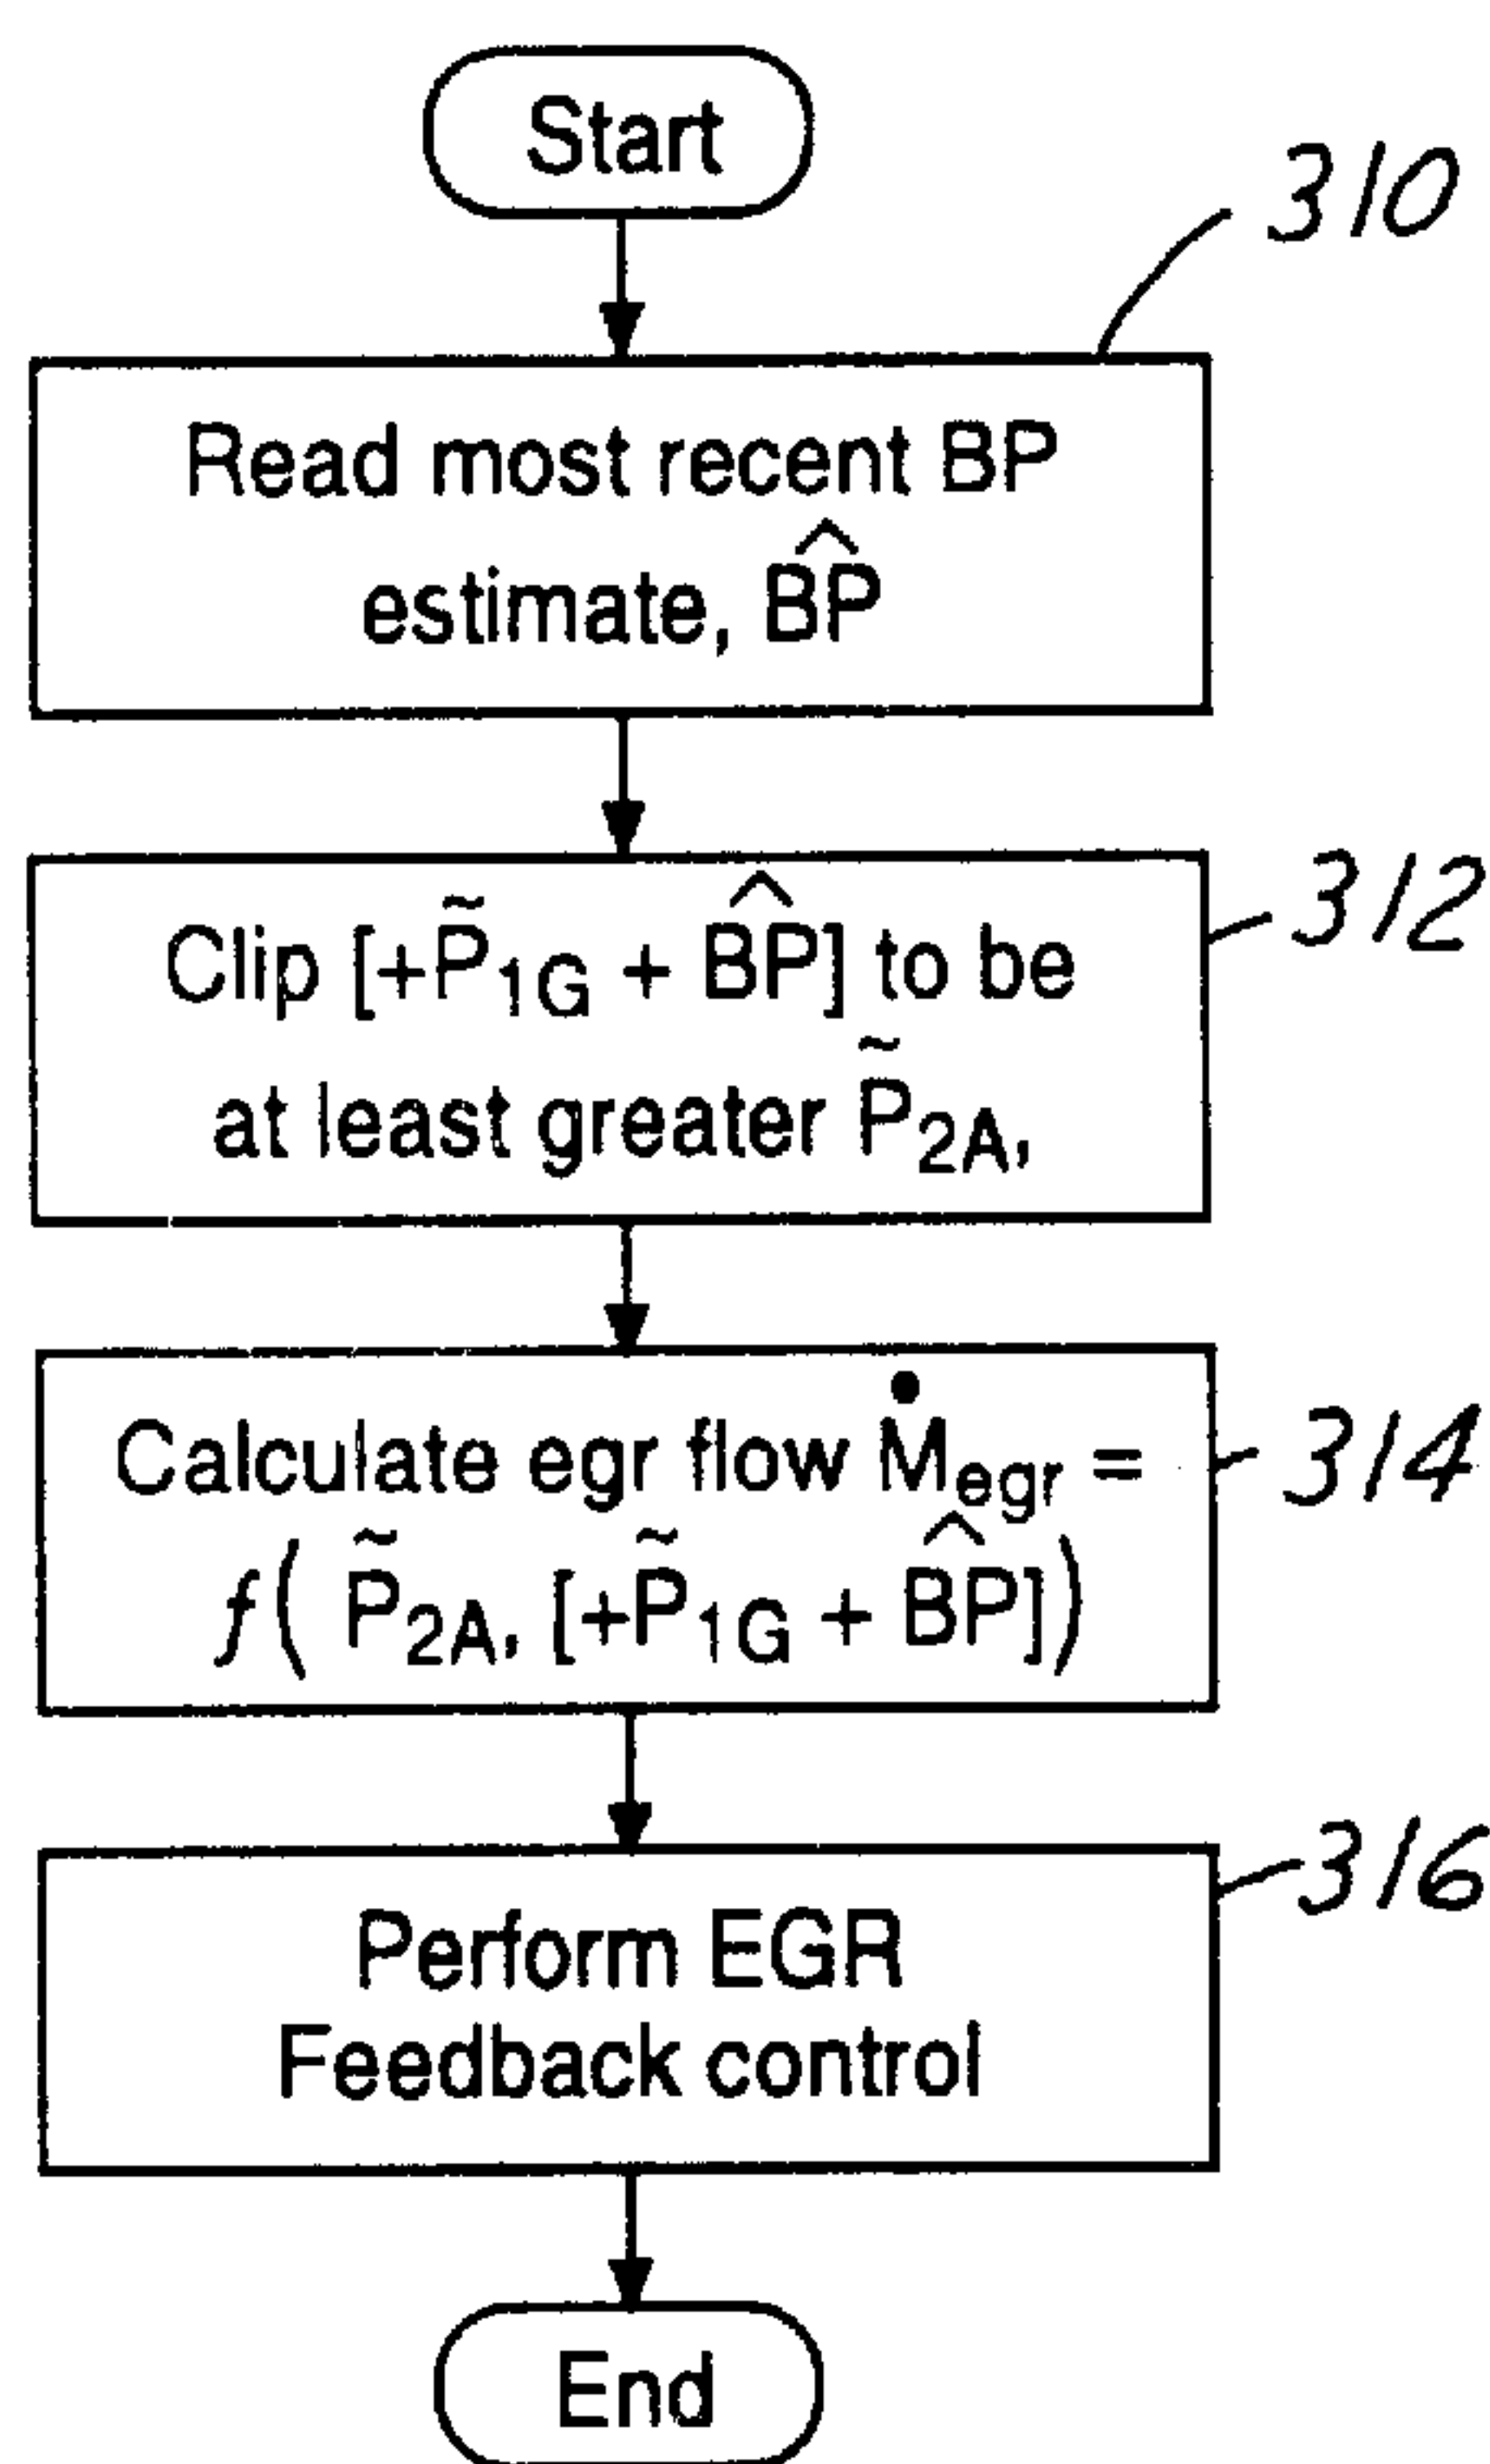 Start
310
Read most recent BP
estimate, B̂P
312
Clip [+P̃₁G + B̂P] to be
at least greater P̃₂A,
314
Calculate egr flow Ṁegr =
f( P̃₂A, [+P̃₁G + B̂P])
316
Perform EGR
Feedback control
End